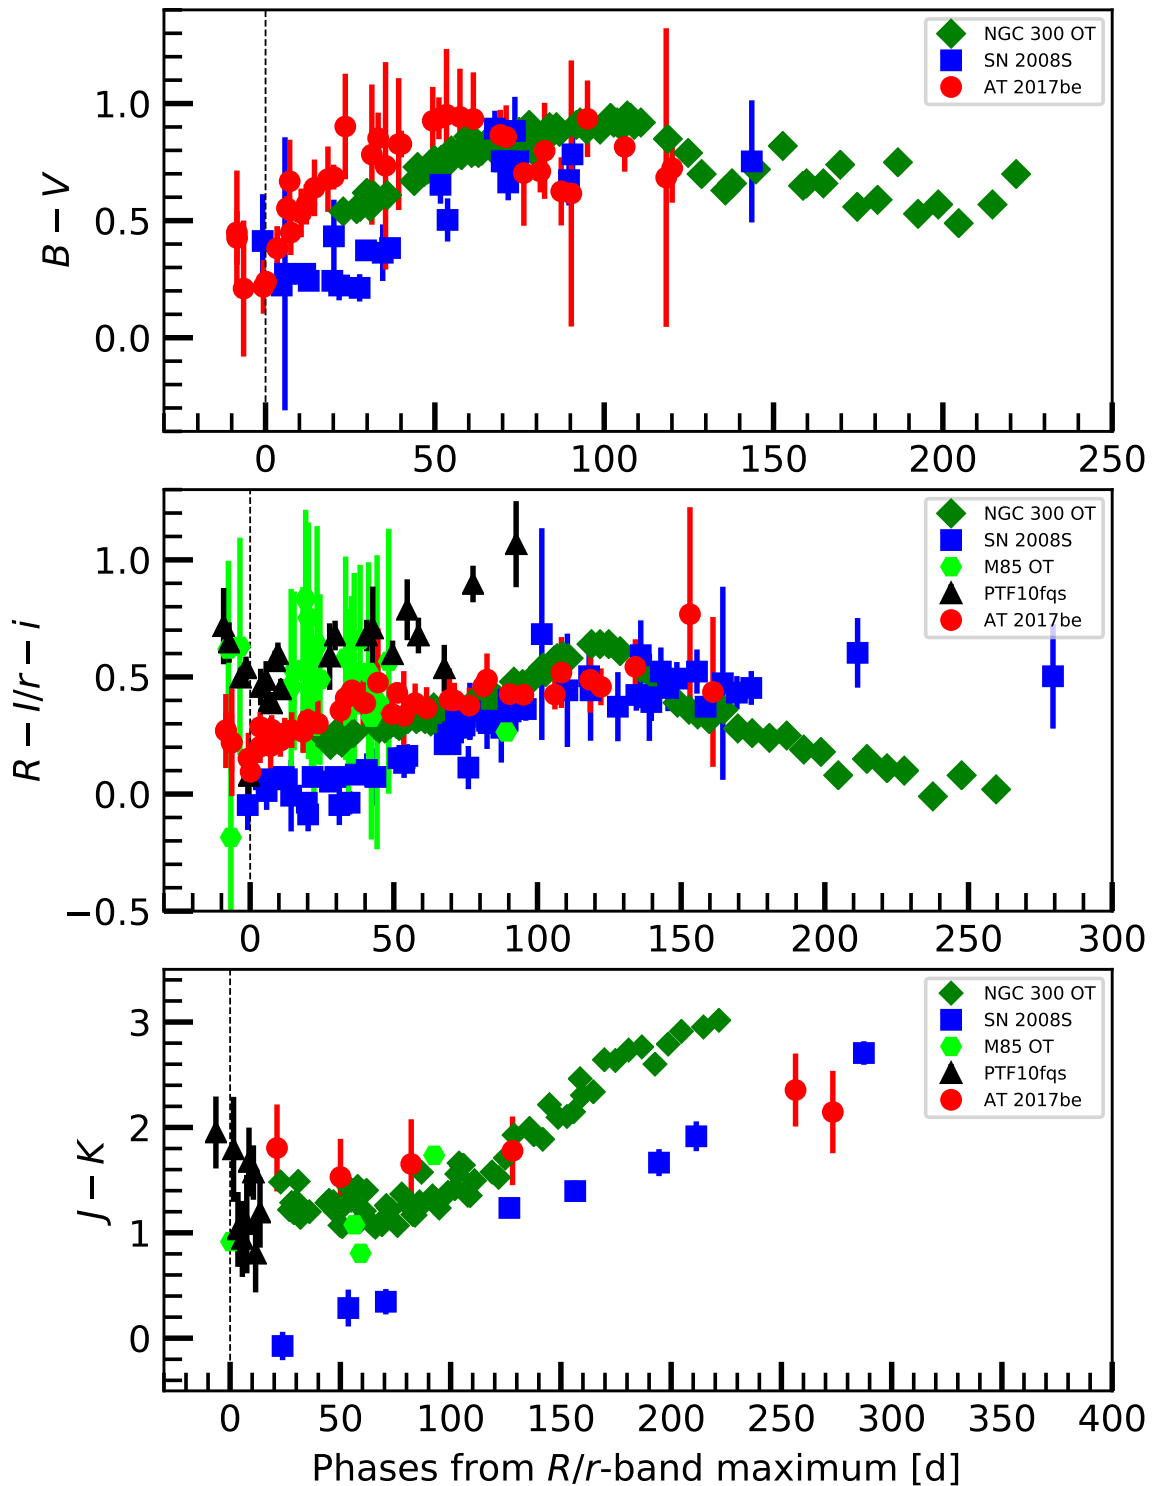 NGC 300 OT
SN 2008S
AT 2017be
1.0
0.5
0.0
B − V
0 50 100 150 200 250
NGC 300 OT
SN 2008S
M85 OT
PTF10fqs
AT 2017be
1.0
0.5
0.0
−0.5
R − I/r − i
0 50 100 150 200 250 300
NGC 300 OT
SN 2008S
M85 OT
PTF10fqs
AT 2017be
3
2
1
0
J − K
0 50 100 150 200 250 300 350 400
Phases from R/r-band maximum [d]